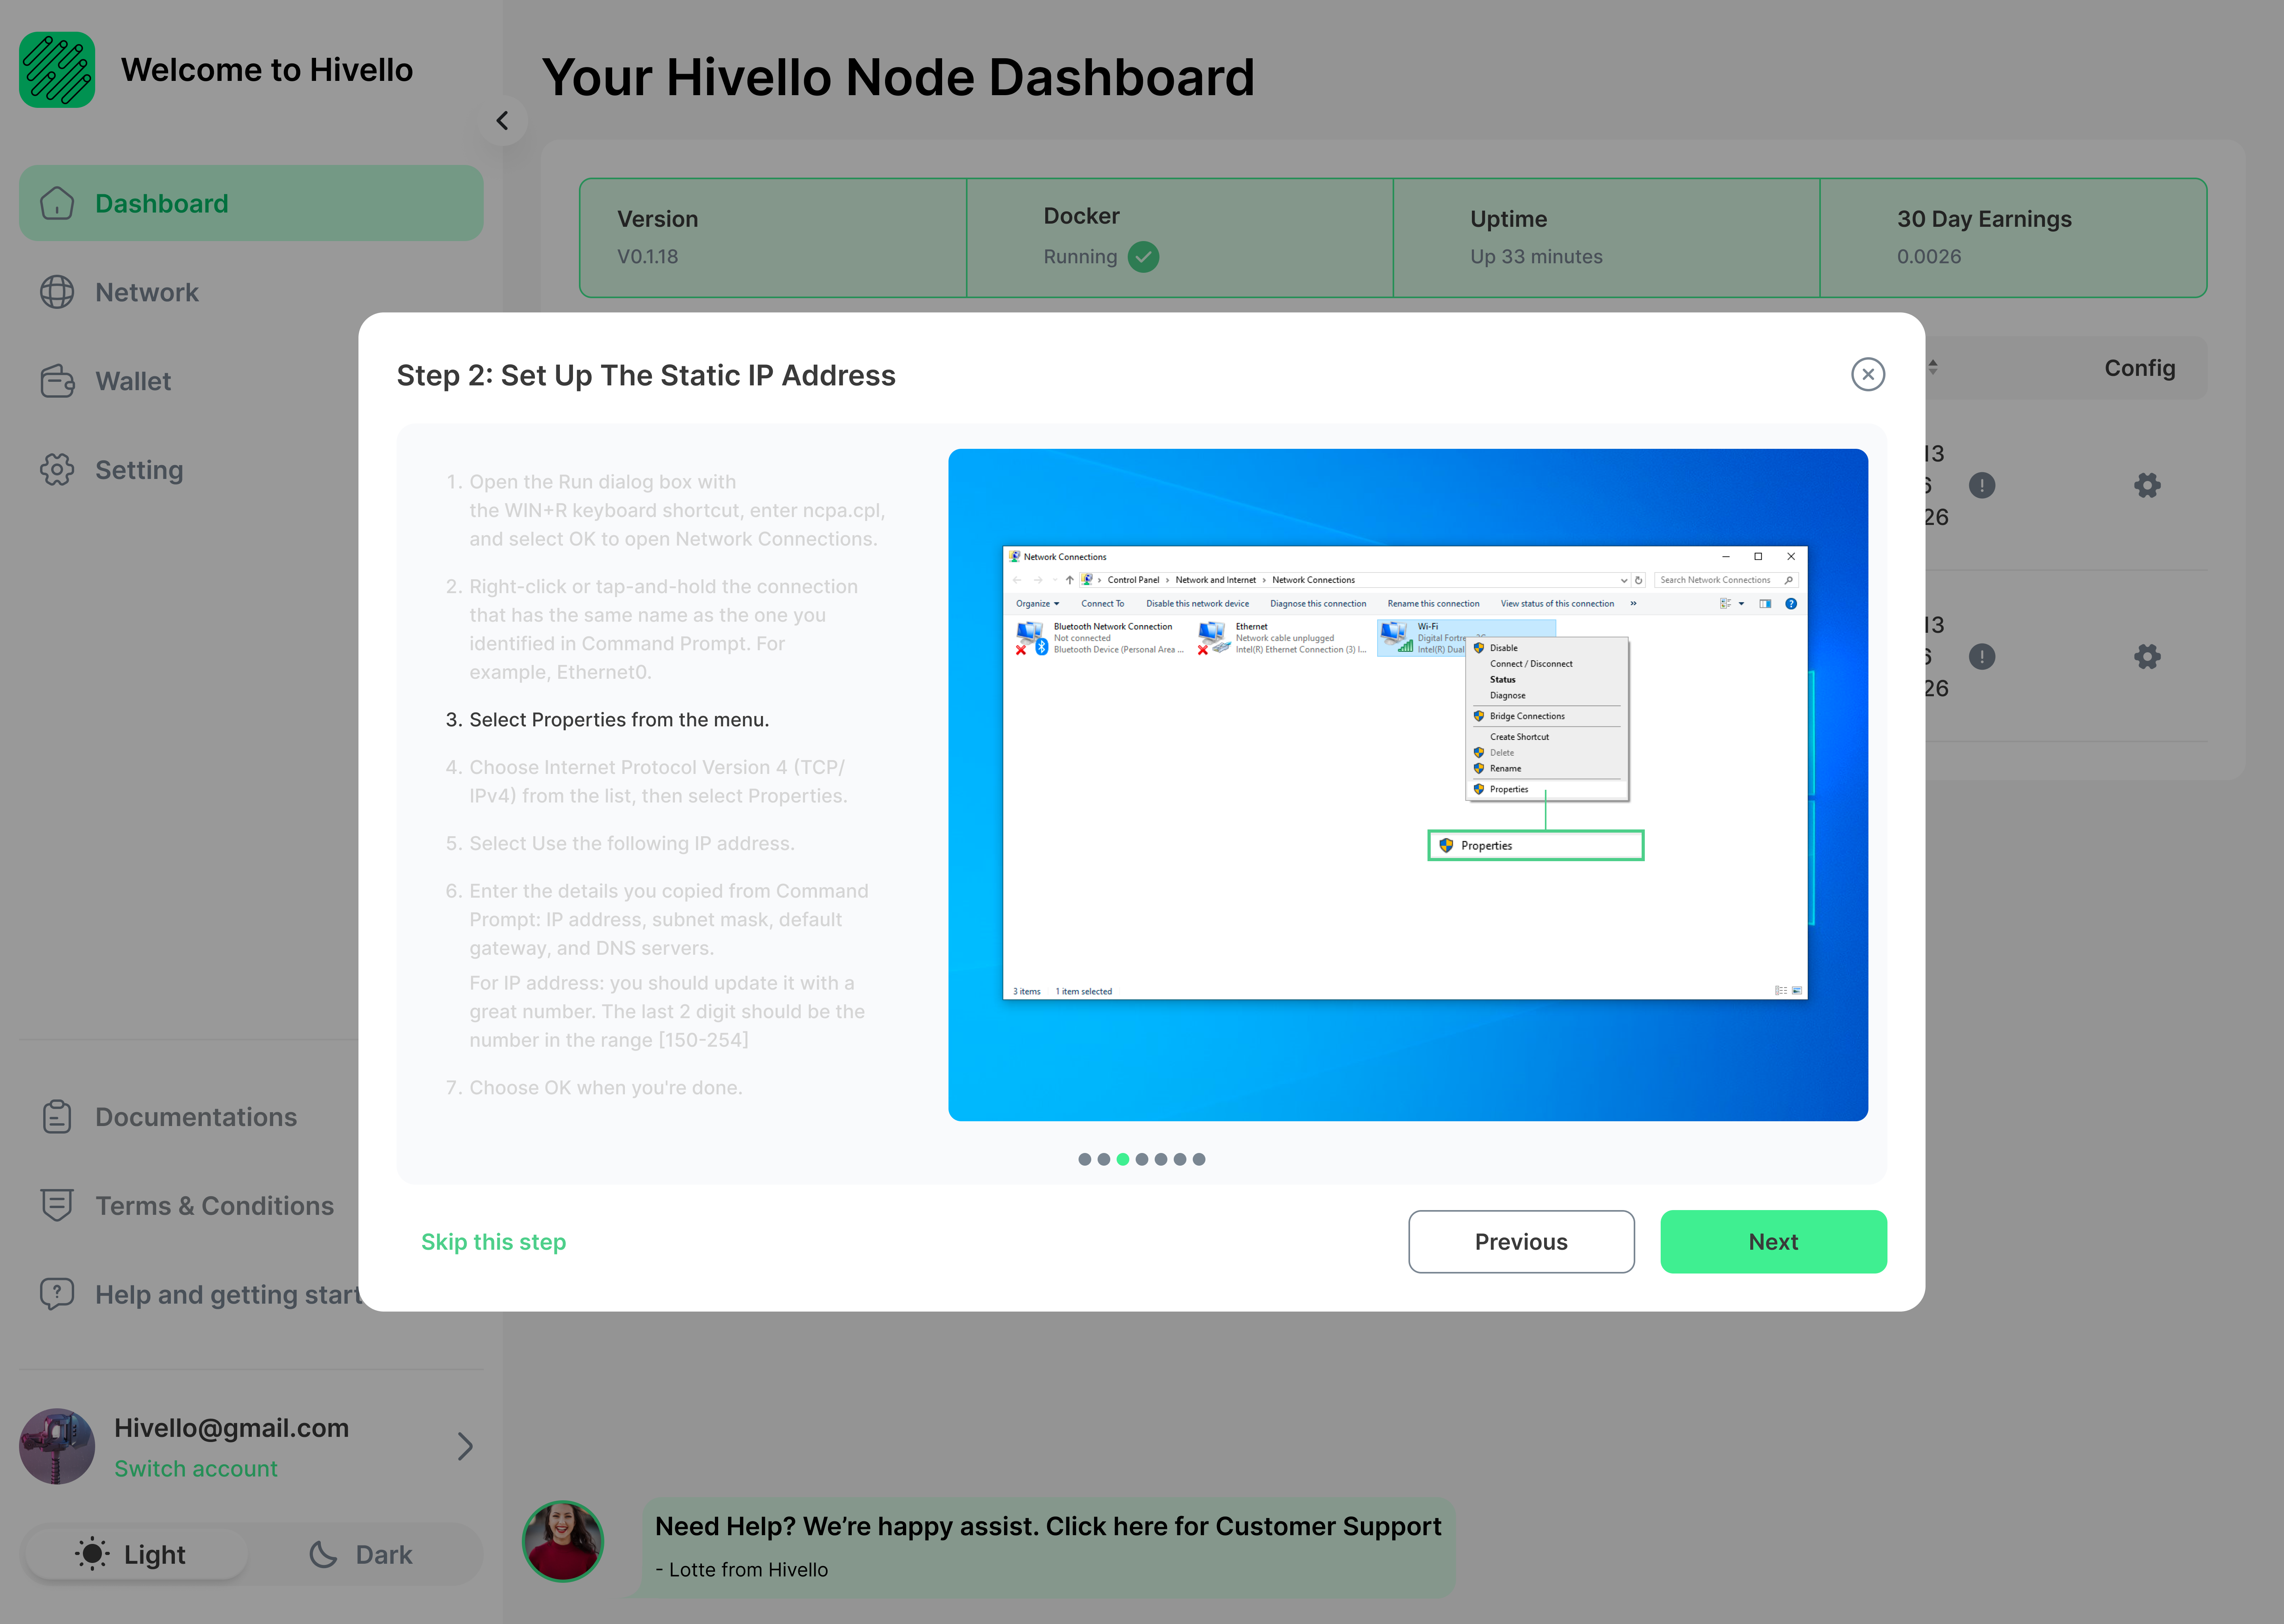 Welcome to Hivello
Dashboard
Network
Wallet
Setting
Documentations
Terms & Conditions
Help and getting start
Hivello@gmail.com
Switch account
Light
Dark
Your Hivello Node Dashboard
Version
V0.1.18
Docker
Running
Uptime
Up 33 minutes
30 Day Earnings
0.0026
Config
13
6
26
13
6
26
Step 2: Set Up The Static IP Address
1. Open the Run dialog box with
the WIN+R keyboard shortcut, enter ncpa.cpl,
and select OK to open Network Connections.
2. Right-click or tap-and-hold the connection
that has the same name as the one you
identified in Command Prompt. For
example, Ethernet0.
3. Select Properties from the menu.
4. Choose Internet Protocol Version 4 (TCP/
IPv4) from the list, then select Properties.
5. Select Use the following IP address.
6. Enter the details you copied from Command
Prompt: IP address, subnet mask, default
gateway, and DNS servers.
For IP address: you should update it with a
great number. The last 2 digit should be the
number in the range [150-254]
7. Choose OK when you're done.
Network Connections
Control Panel › Network and Internet › Network Connections
Search Network Connections
Organize
Connect To
Disable this network device
Diagnose this connection
Rename this connection
View status of this connection
»
Bluetooth Network Connection
Not connected
Bluetooth Device (Personal Area ...
Ethernet
Network cable unplugged
Intel(R) Ethernet Connection (3) I...
Wi-Fi
Digital Fortre
Intel(R) Dual
Disable
Connect / Disconnect
Status
Diagnose
Bridge Connections
Create Shortcut
Delete
Rename
Properties
Properties
3 items
1 item selected
Skip this step
Previous
Next
Need Help? We’re happy assist. Click here for Customer Support
- Lotte from Hivello